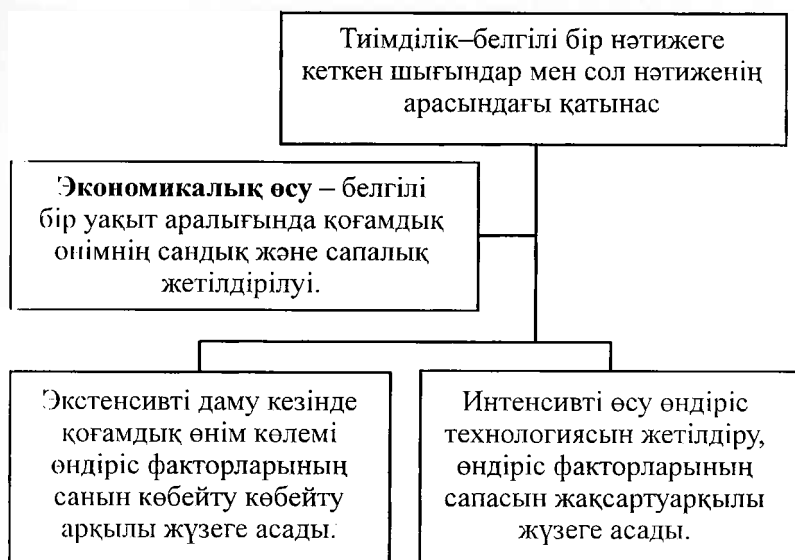 Тиімділік–белгілі бір нәтижеге
кеткен шығындар мен сол нәтиженің
арасындағы қатынас
Экономикалық өсу – белгілі
бір уақыт аралығында қоғамдық
өнімнің сандық және сапалық
жетілдірілуі.
Экстенсивті даму кезінде
қоғамдық өнім көлемі
өндіріс факторларының
санын көбейту көбейту
арқылы жүзеге асады.
Интенсивті өсу өндіріс
технологиясын жетілдіру,
өндіріс факторларының
сапасын жақсартуарқылы
жүзеге асады.